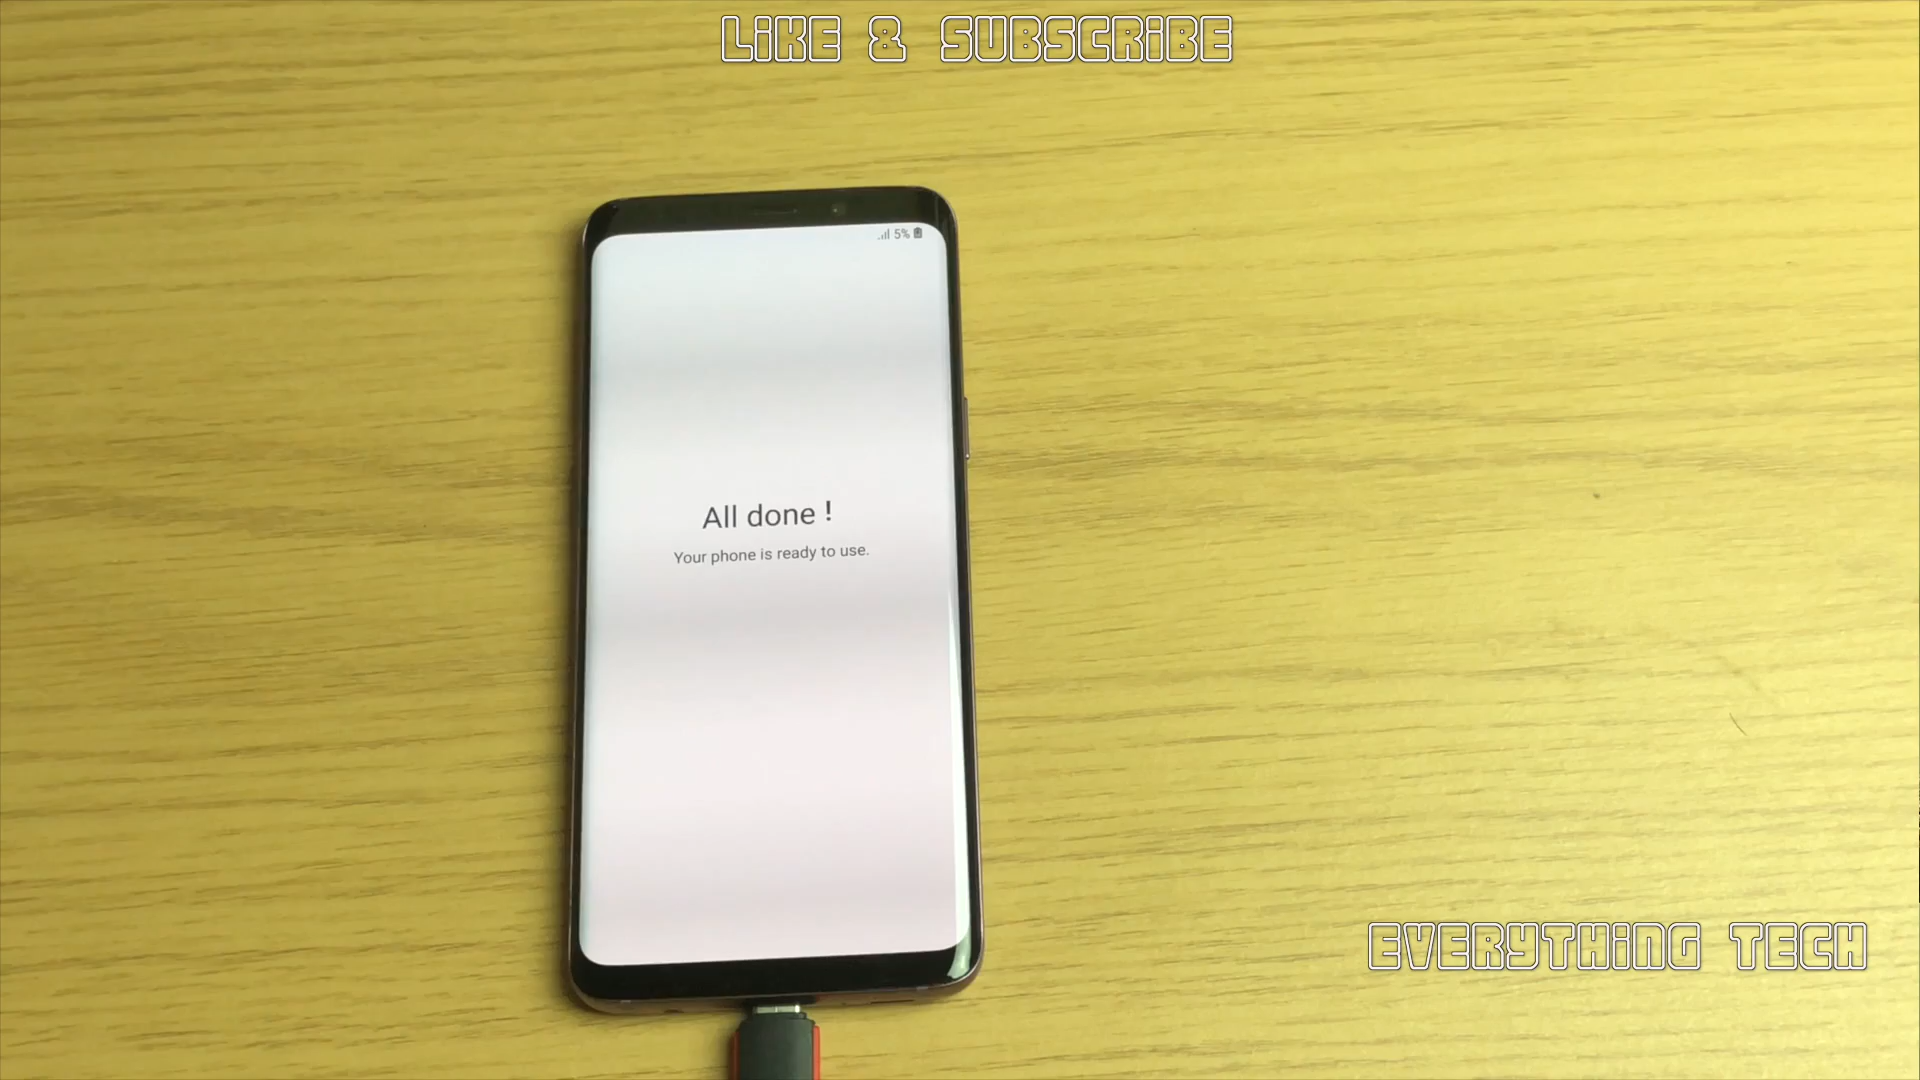 LiKE & SUBSCRiBE
5%
All done !
Your phone is ready to use.
EVERYTHiNG TECH